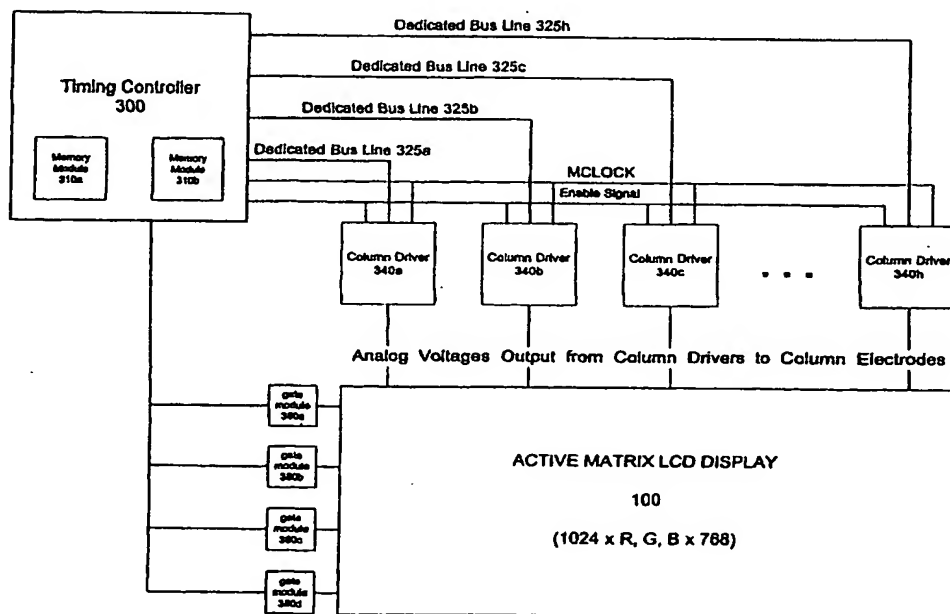 Dedicated Bus Line 325h
Dedicated Bus Line 325c
Timing Controller
300
Dedicated Bus Line 325b
Dedicated Bus Line 325a
Memory
Module
310a
Memory
Module
310b
MCLOCK
Enable Signal
Column Driver
340a
Column Driver
340b
Column Driver
340c
. . .
Column Driver
340h
Analog Voltages Output from Column Drivers to Column Electrodes
gate
module
380a
gate
module
380b
gate
module
380c
gate
module
380d
ACTIVE MATRIX LCD DISPLAY
100
(1024 x R, G, B x 768)